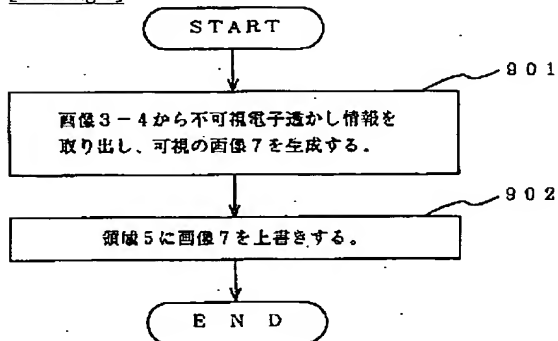 START
901
画像3-4から不可視電子透かし情報を
取り出し、可視の画像7を生成する。
902
領域5に画像7を上書きする。
END